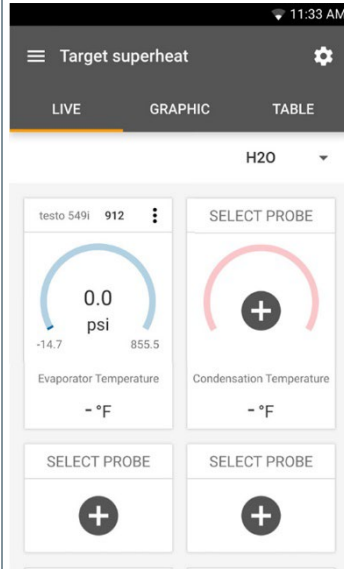 11:33 AM
Target superheat
LIVE GRAPHIC TABLE
H2O
testo 549i 912 SELECT PROBE
0.0
psi
-14.7 855.5
Evaporator Temperature Condensation Temperature
- °F - °F
SELECT PROBE SELECT PROBE